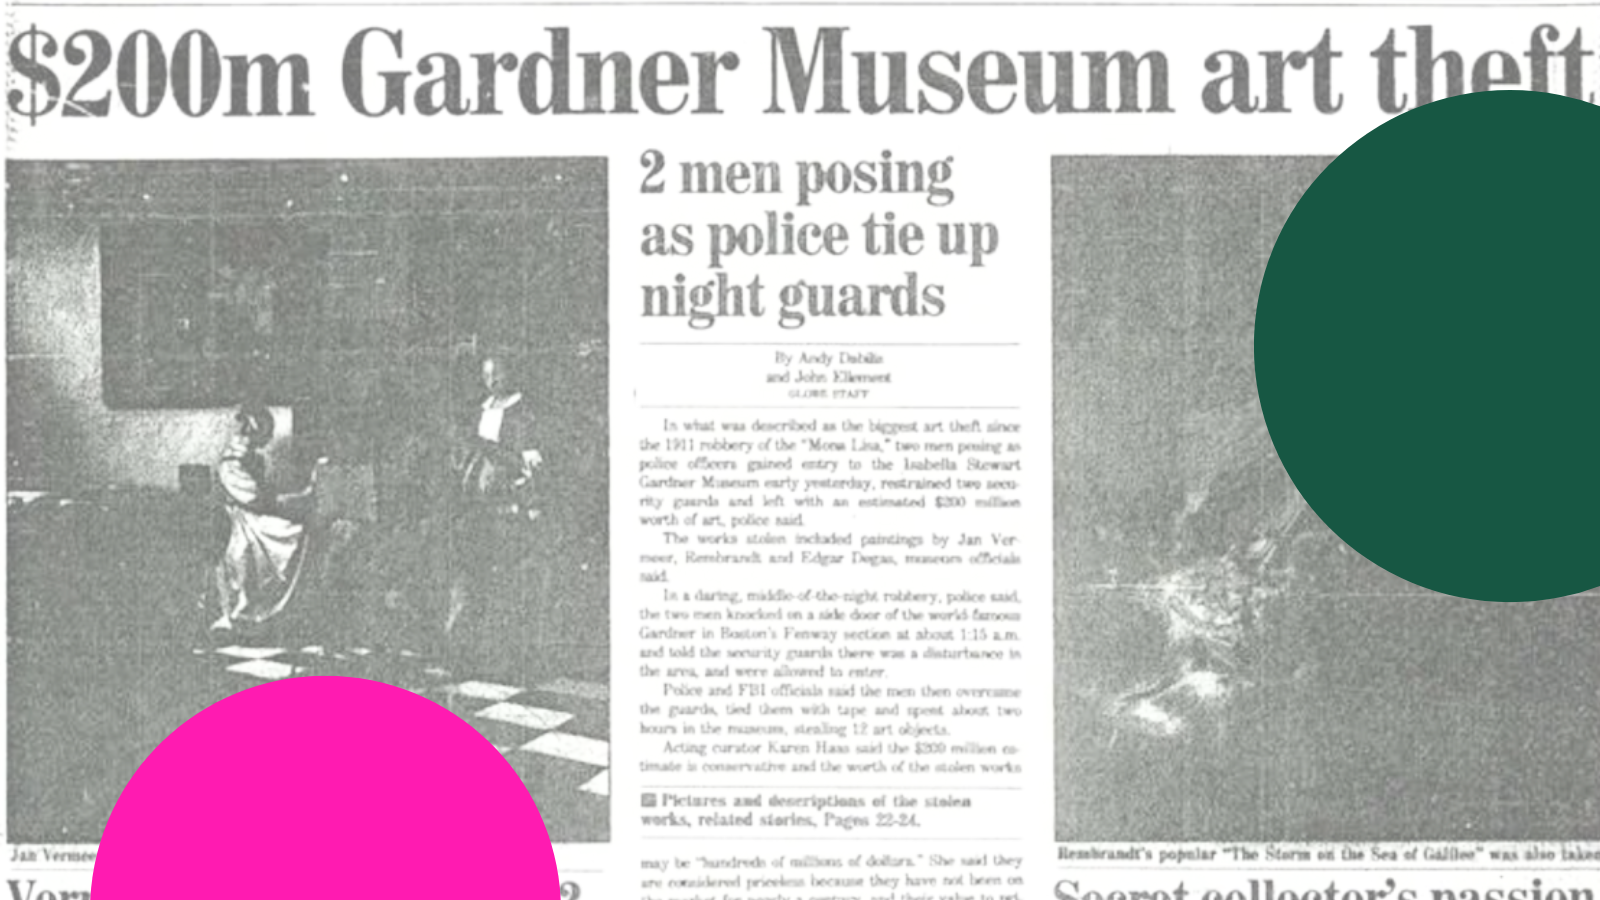 $200m Gardner Museum art theft
2 men posing
as police tie up
night guards
By Andy Dabilis
and John Ellement
GLOBE STAFF
In what was described as the biggest art theft since
the 1911 robbery of the "Mona Lisa," two men posing as
police officers gained entry to the Isabella Stewart
Gardner Museum early yesterday, restrained two secu-
rity guards and left with an estimated $200 million
worth of art, police said.
The works stolen included paintings by Jan Ver-
meer, Rembrandt and Edgar Degas, museum officials
said.
In a daring, middle-of-the-night robbery, police said,
the two men knocked on a side door of the world-famous
Gardner in Boston's Fenway section at about 1:15 a.m.
and told the security guards there was a disturbance in
the area, and were allowed to enter.
Police and FBI officials said the men then overcame
the guards, tied them with tape and spent about two
hours in the museum, stealing 12 art objects.
Acting curator Karen Haas said the $200 million es-
timate is conservative and the worth of the stolen works
Pictures and descriptions of the stolen
works, related stories, Pages 22-24.
may be "hundreds of millions of dollars." She said they
are considered priceless because they have not been on
Jan Vermee
Rembrandt's popular "The Storm on the Sea of Galilee" was also taken
Secret collector's passion